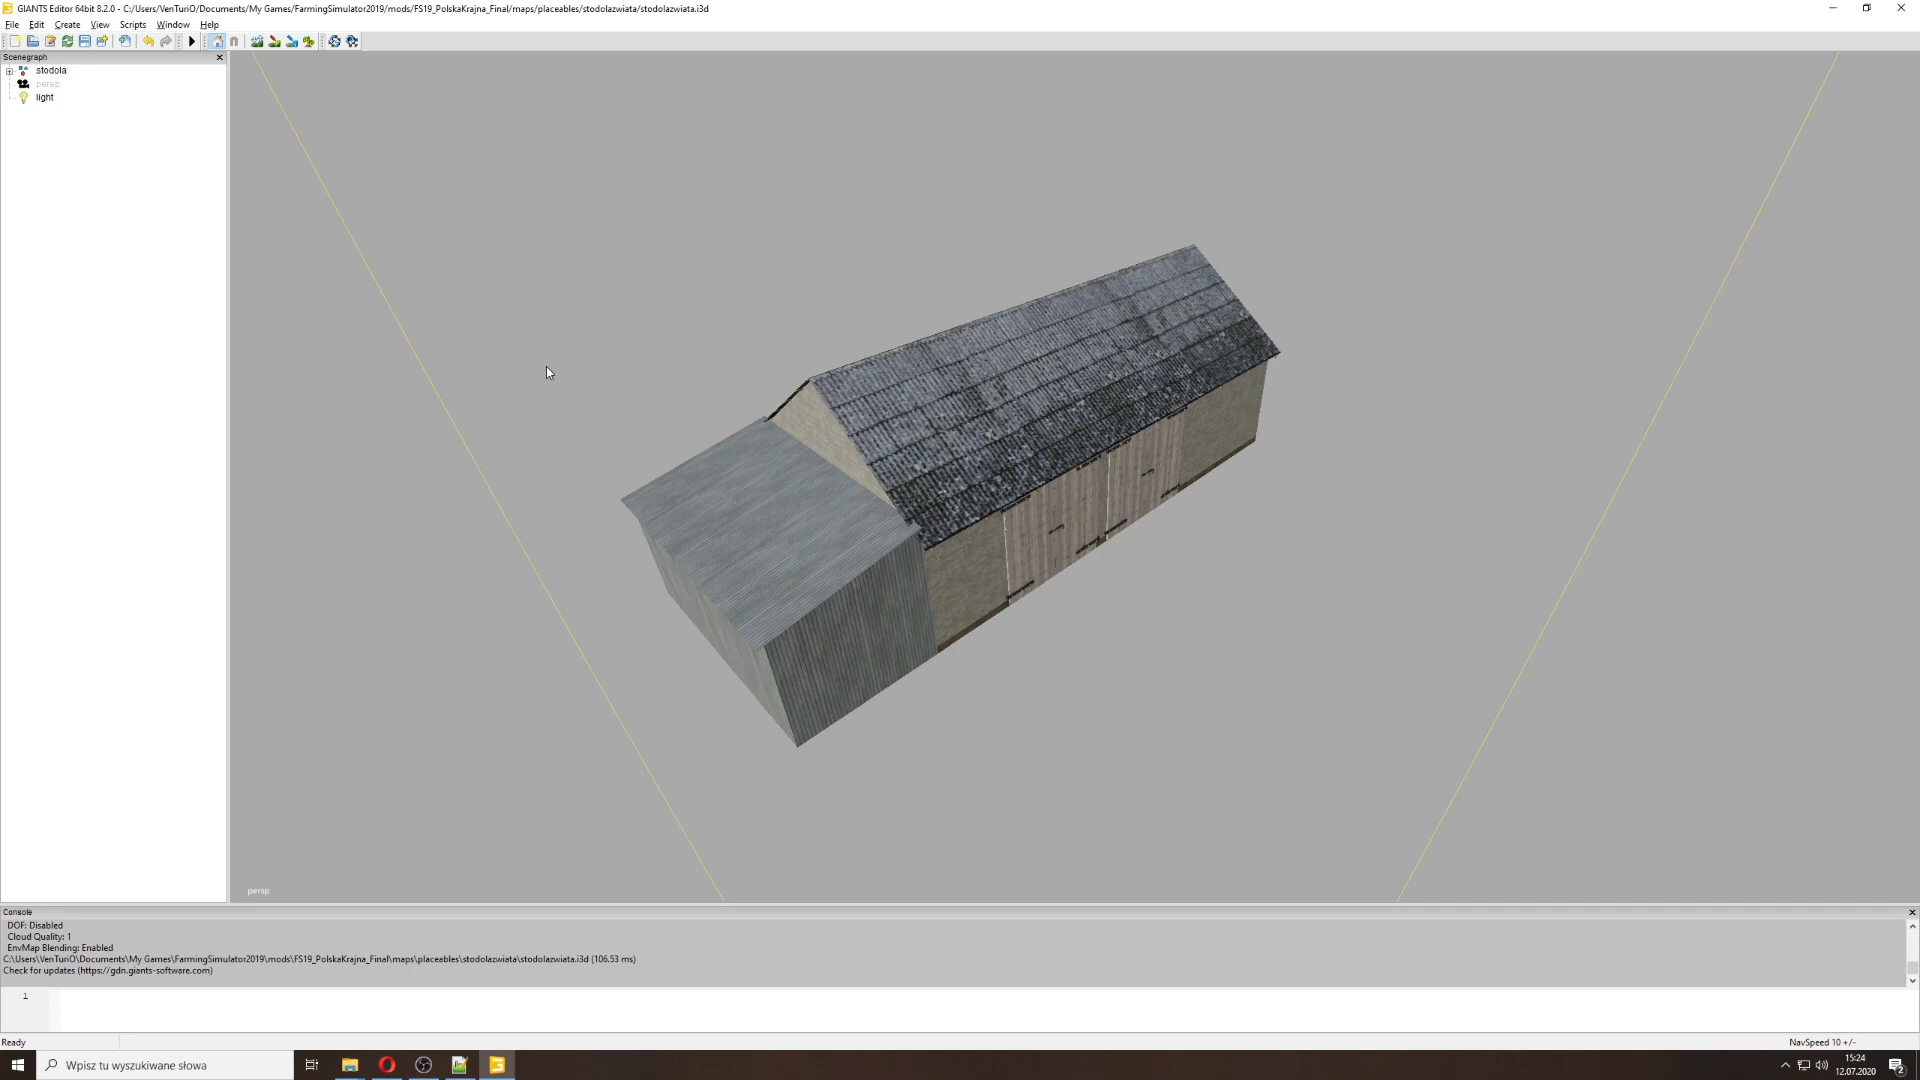 GIANTS Editor 64bit 8.2.0 - C:/Users/VenTuriO/Documents/My Games/FarmingSimulator2019/mods/FS19_PolskaKrajna_Final/maps/placeables/stodolazwiata/stodolazwiata.i3d
File Edit Create View Scripts Window Help
Scenegraph
stodola
persp
light
persp
Console
DOF: Disabled
Cloud Quality: 1
EnvMap Blending: Enabled
C:\Users\VenTuriO\Documents\My Games\FarmingSimulator2019\mods\FS19_PolskaKrajna_Final\maps\placeables\stodolazwiata\stodolazwiata.i3d (106.53 ms)
Check for updates (https://gdn.giants-software.com)
1
Ready
NavSpeed 10 +/-
Wpisz tu wyszukiwane słowa
15:24
12.07.2020
2